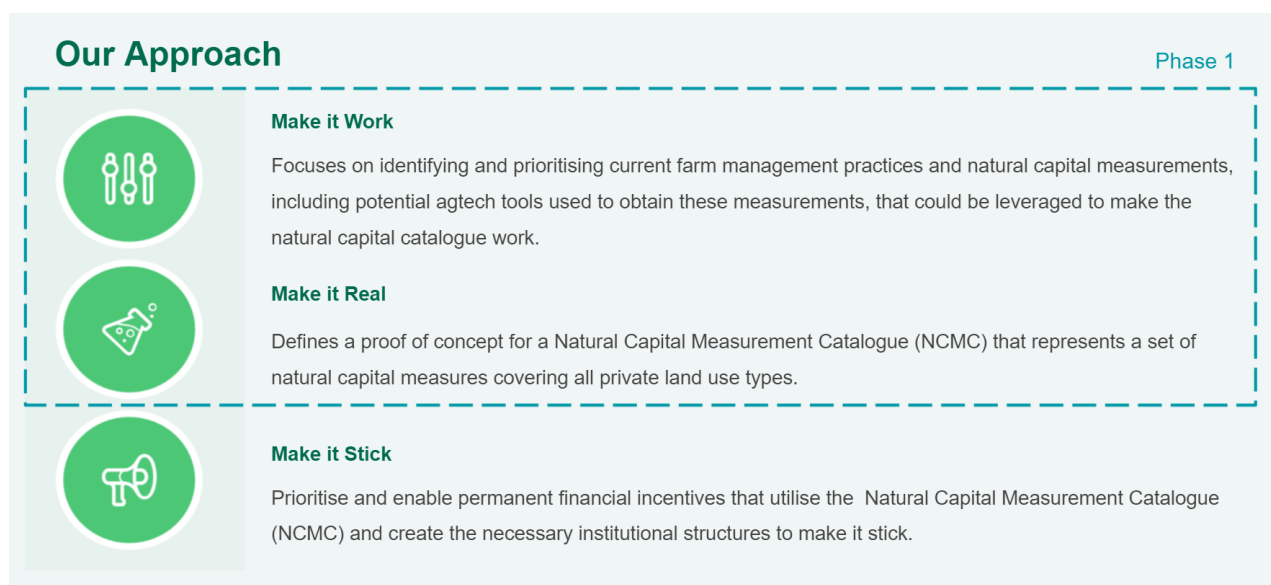 Our Approach
Phase 1
Make it Work
Focuses on identifying and prioritising current farm management practices and natural capital measurements,
including potential agtech tools used to obtain these measurements, that could be leveraged to make the
natural capital catalogue work.
Make it Real
Defines a proof of concept for a Natural Capital Measurement Catalogue (NCMC) that represents a set of
natural capital measures covering all private land use types.
Make it Stick
Prioritise and enable permanent financial incentives that utilise the  Natural Capital Measurement Catalogue
(NCMC) and create the necessary institutional structures to make it stick.